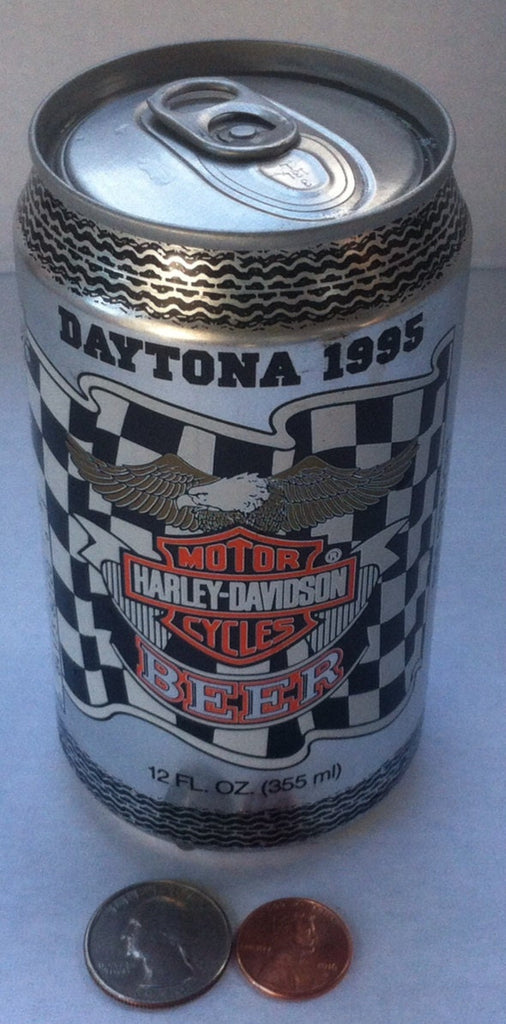 DAYTONA 1995
MOTOR
®
HARLEY-DAVIDSON
CYCLES
BEER
12 FL. OZ. (355 ml)